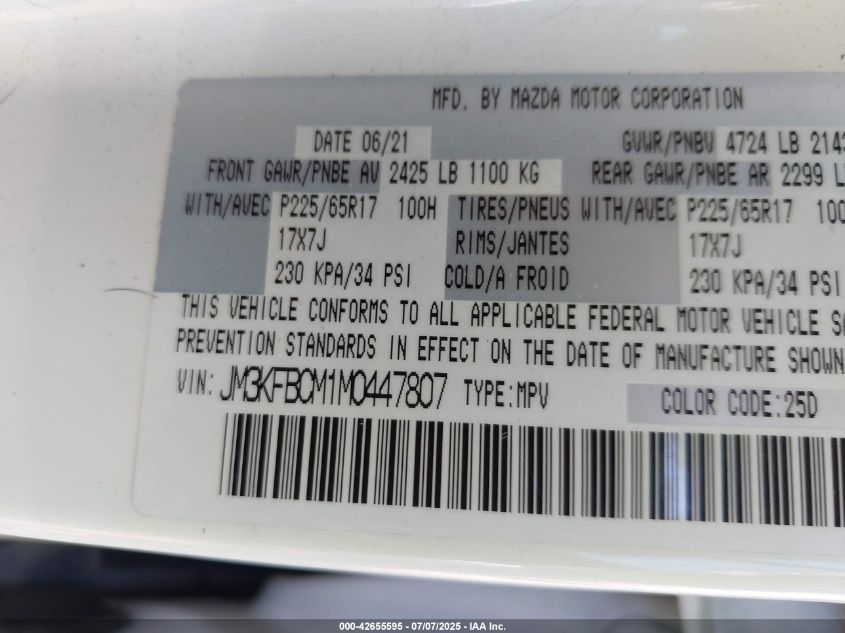 MFD. BY MAZDA MOTOR CORPORATION
DATE 06/21 GVWR/PNBV 4724 LB 2143
FRONT GAWR/PNBE AV 2425 LB 1100 KG REAR GAWR/PNBE AR 2299 L
WITH/AVEC P225/65R17 100H TIRES/PNEUS WITH/AVEC P225/65R17 100
17X7J RIMS/JANTES 17X7J
230 KPA/34 PSI COLD/A FROID 230 KPA/34 PSI
THIS VEHICLE CONFORMS TO ALL APPLICABLE FEDERAL MOTOR VEHICLE
PREVENTION STANDARDS IN EFFECT ON THE DATE OF MANUFACTURE SHOWN
VIN: JM3KFBCM1M0447807 TYPE:MPV COLOR CODE:25D
000-42655595 - 07/07/2025 - IAA Inc.